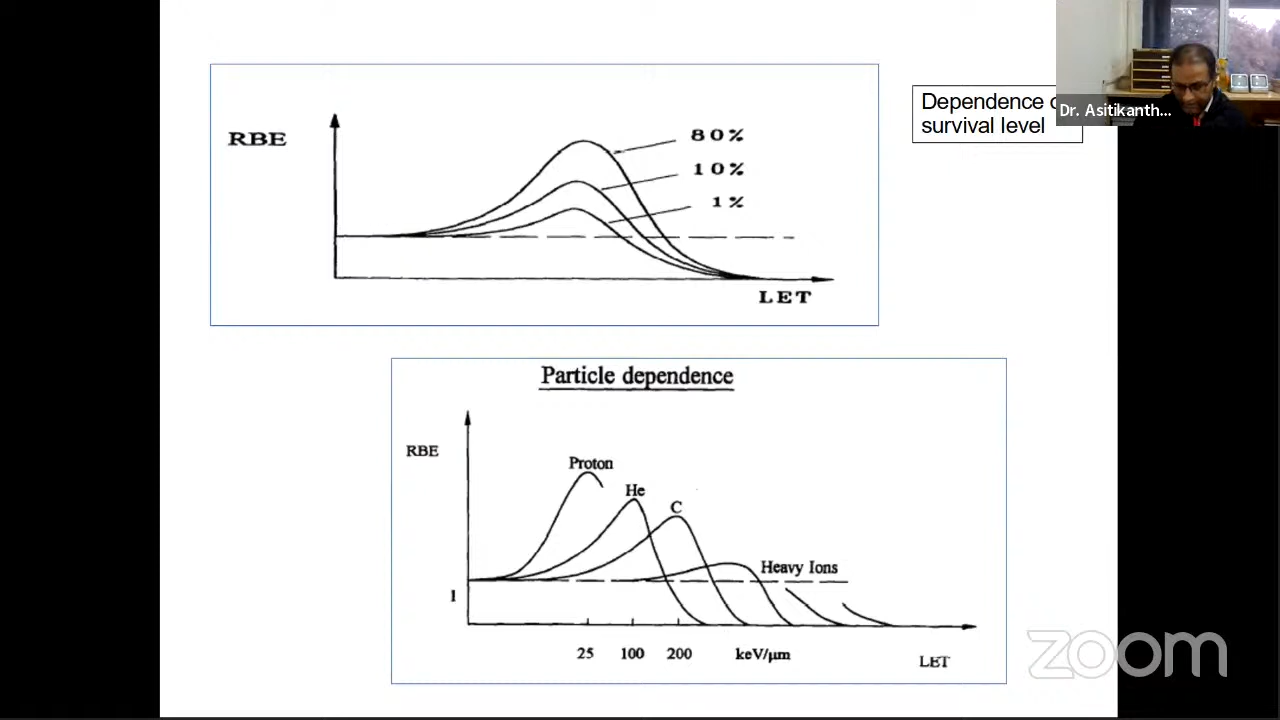 RBE
80%
10%
1%
LET
Dependence
survival level
Dr. Asitikanth...
Particle dependence
RBE
Proton
He
C
Heavy Ions
1
25 100 200 keV/μm
LET
zoom